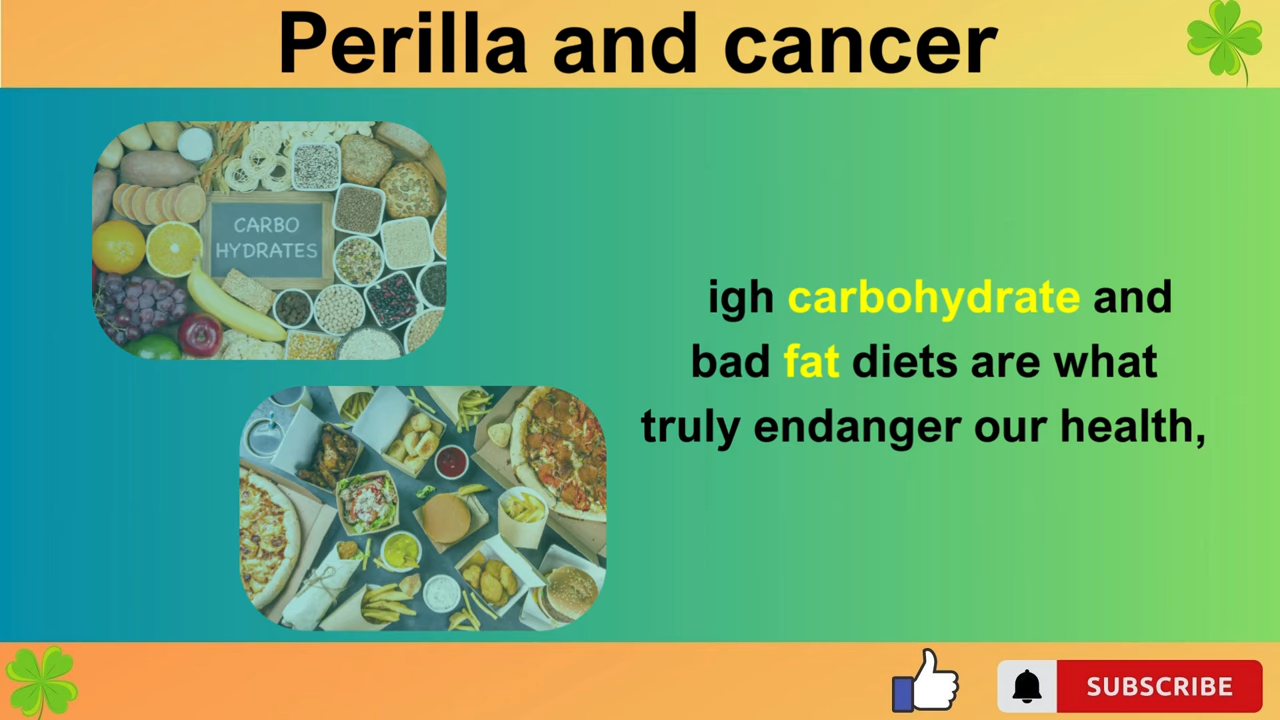 Perilla and cancer
CARBO
HYDRATES
igh carbohydrate and
bad fat diets are what
truly endanger our health,
SUBSCRIBE